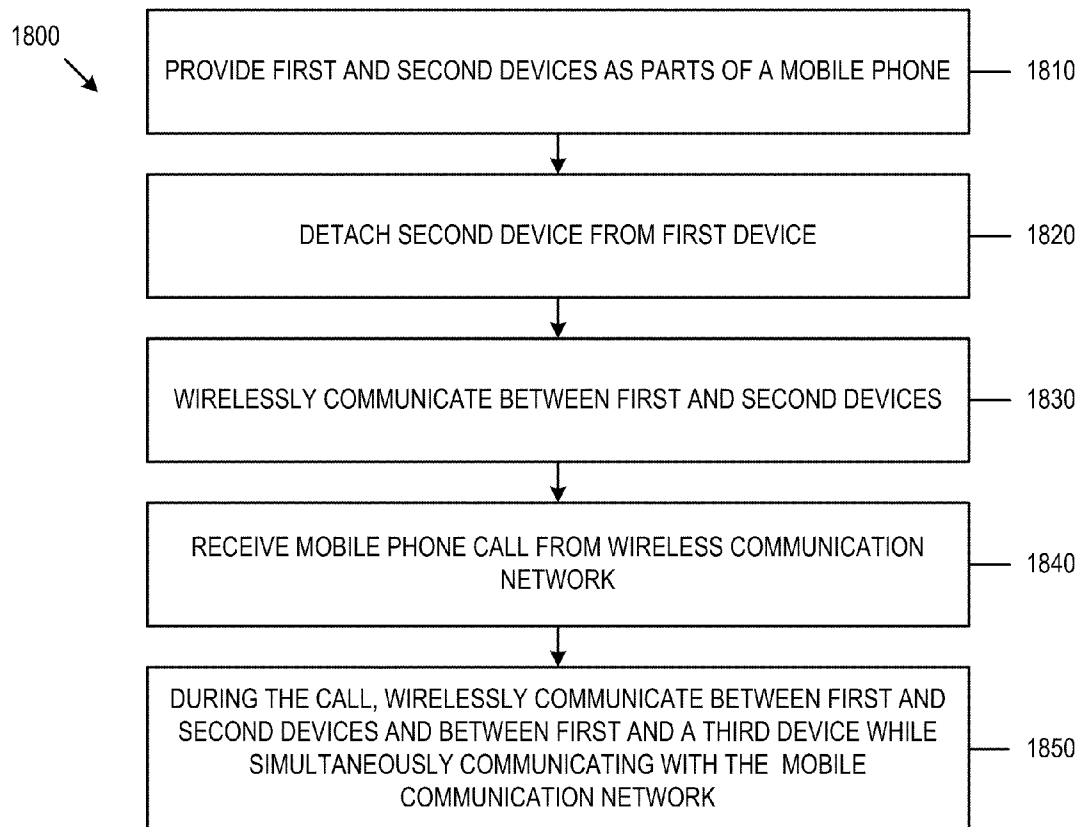 1800
PROVIDE FIRST AND SECOND DEVICES AS PARTS OF A MOBILE PHONE
1810
DETACH SECOND DEVICE FROM FIRST DEVICE
1820
WIRELESSLY COMMUNICATE BETWEEN FIRST AND SECOND DEVICES
1830
RECEIVE MOBILE PHONE CALL FROM WIRELESS COMMUNICATION
NETWORK
1840
DURING THE CALL, WIRELESSLY COMMUNICATE BETWEEN FIRST AND
SECOND DEVICES AND BETWEEN FIRST AND A THIRD DEVICE WHILE
SIMULTANEOUSLY COMMUNICATING WITH THE MOBILE
COMMUNICATION NETWORK
1850